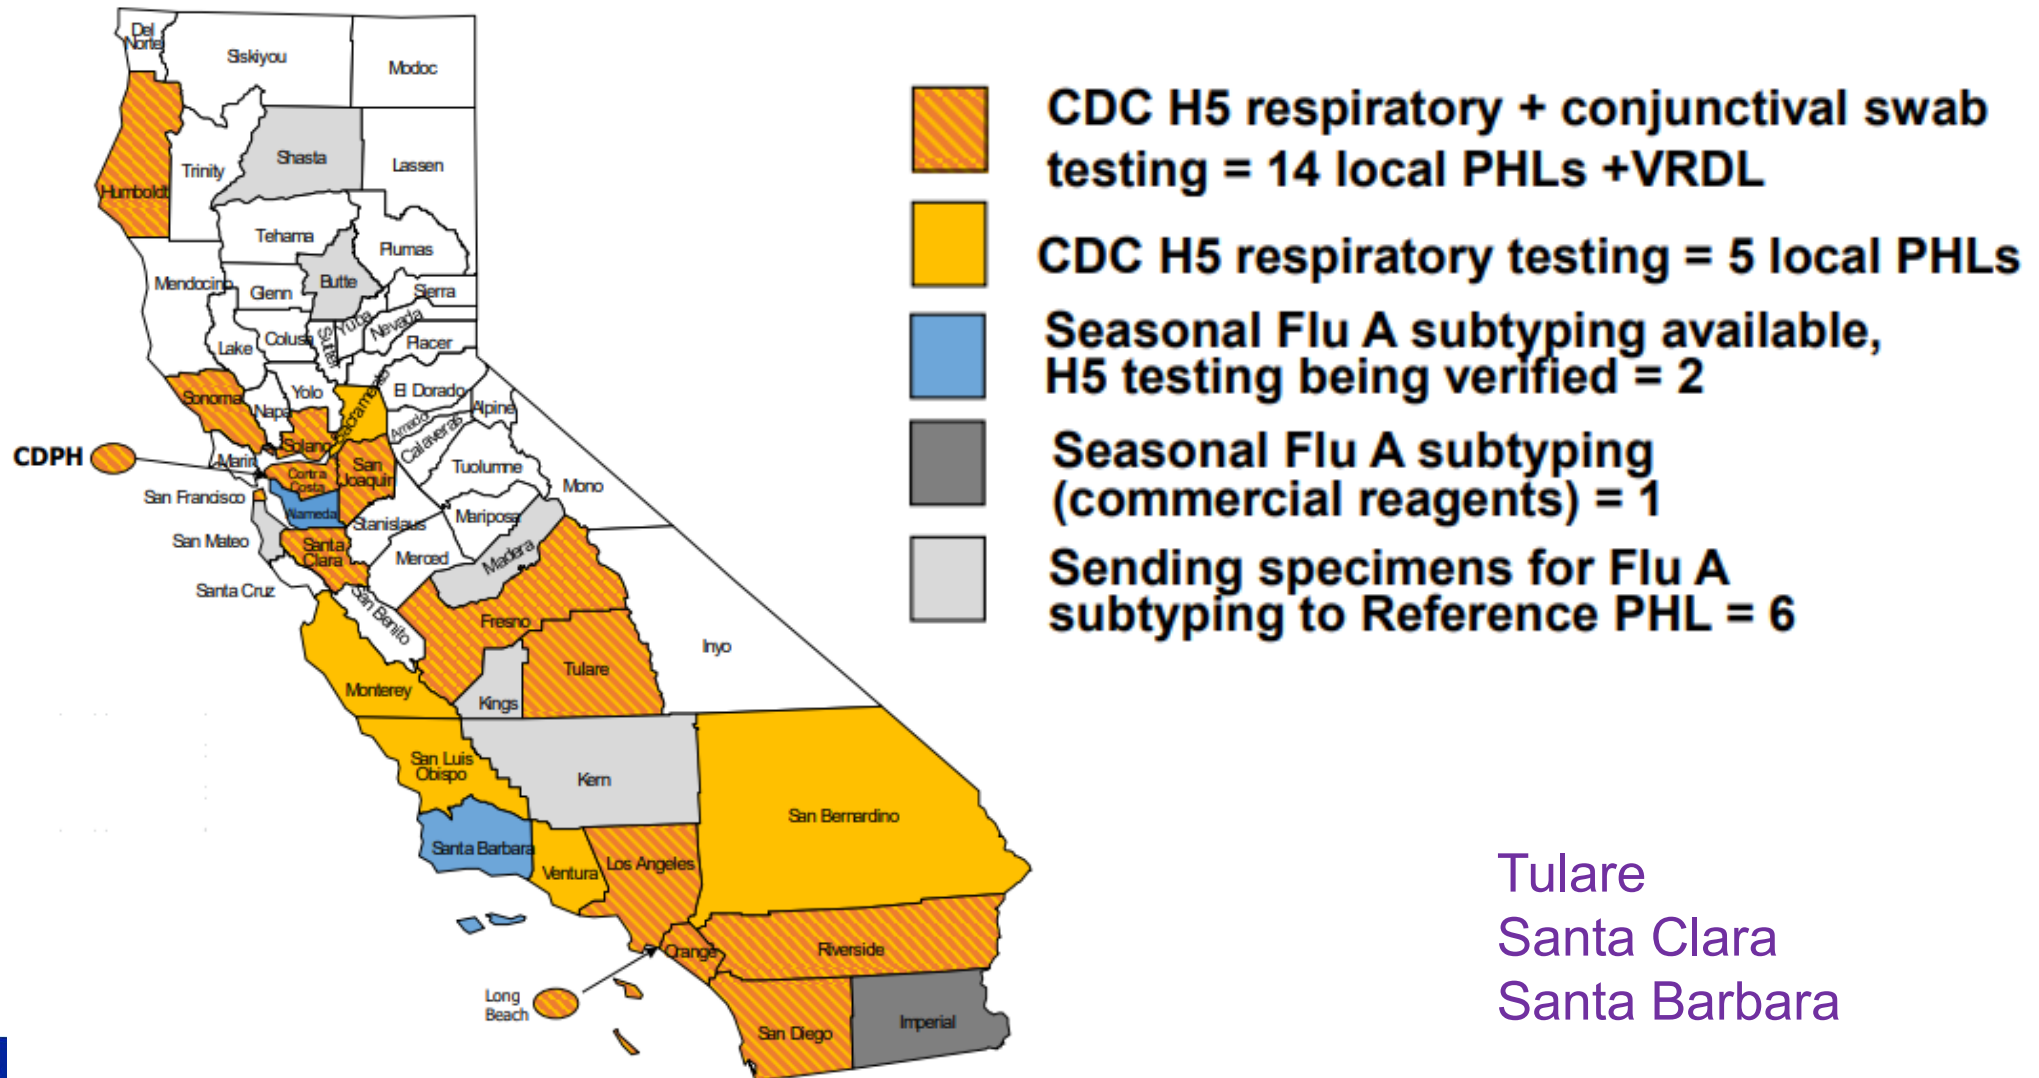 Del
Norte
Siskiyou
Modoc
Humboldt
Trinity
Shasta
Lassen
Tehama
Plumas
Mendocino
Glenn
Butte
Sierra
Lake
Colusa
Sutter
Yuba
Nevada
Placer
Sonoma
Napa
Yolo
Sacramento
El Dorado
Alpine
Amador
Calaveras
Solano
CDPH
Marin
Contra
Costa
San
Joaquin
Tuolumne
Mono
San Francisco
Alameda
Stanislaus
Mariposa
San Mateo
Santa
Clara
Merced
Madera
Santa Cruz
San Benito
Fresno
Inyo
Monterey
Kings
Tulare
San Luis
Obispo
Kern
San Bernardino
Santa Barbara
Ventura
Los Angeles
Orange
Riverside
Long
Beach
San Diego
Imperial
CDC H5 respiratory + conjunctival swab
testing = 14 local PHLs +VRDL
CDC H5 respiratory testing = 5 local PHLs
Seasonal Flu A subtyping available,
H5 testing being verified = 2
Seasonal Flu A subtyping
(commercial reagents) = 1
Sending specimens for Flu A
subtyping to Reference PHL = 6
Tulare
Santa Clara
Santa Barbara